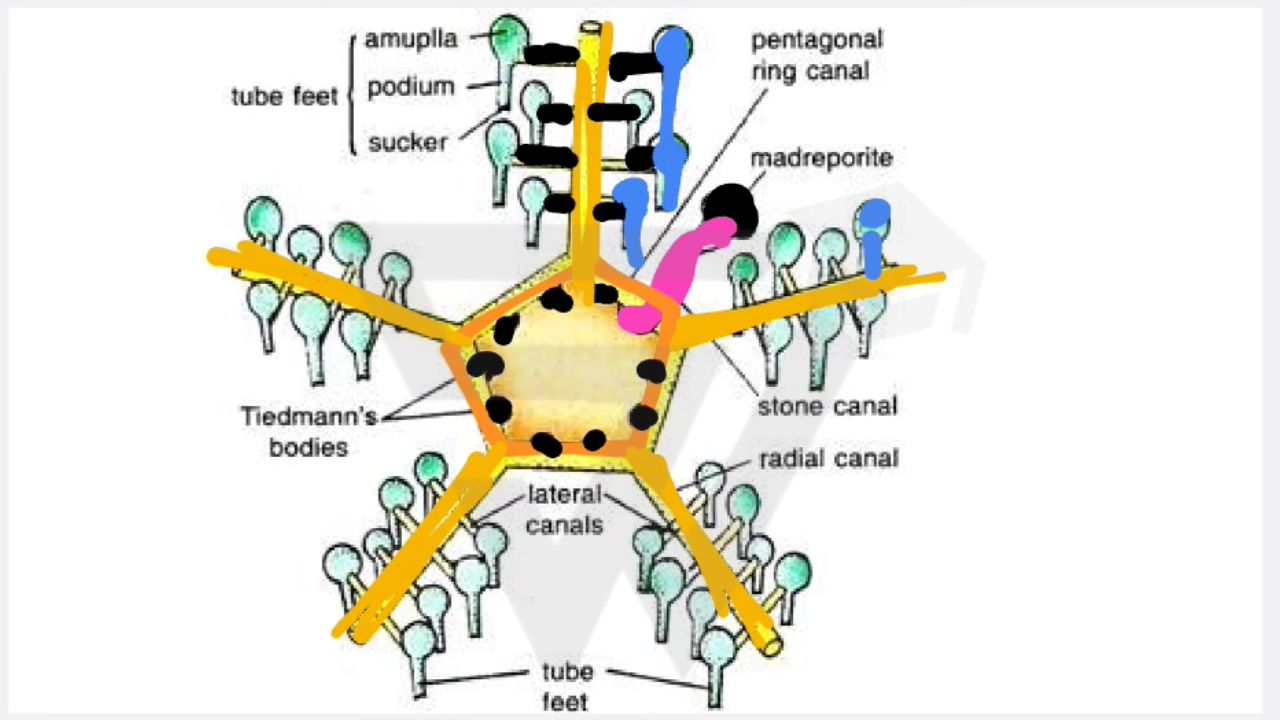 amuplla
podium
tube feet
sucker
pentagonal
ring canal
madreporite
Tiedmann's
bodies
stone canal
radial canal
lateral
canals
tube
feet